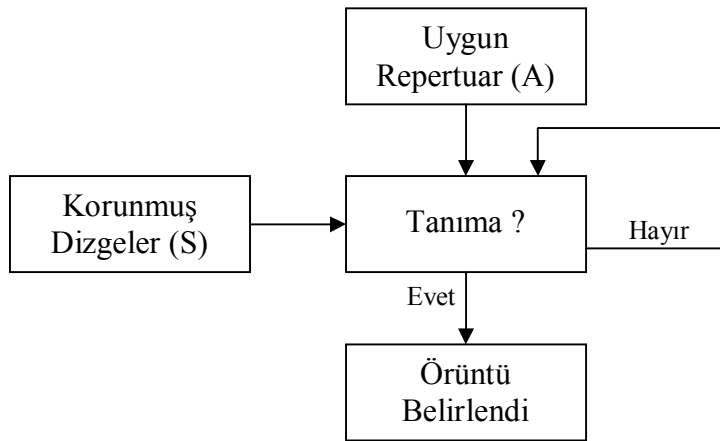 Uygun
Repertuar (A)
Korunmuş
Dizgeler (S)
Tanıma ?
Hayır
Evet
Örüntü
Belirlendi